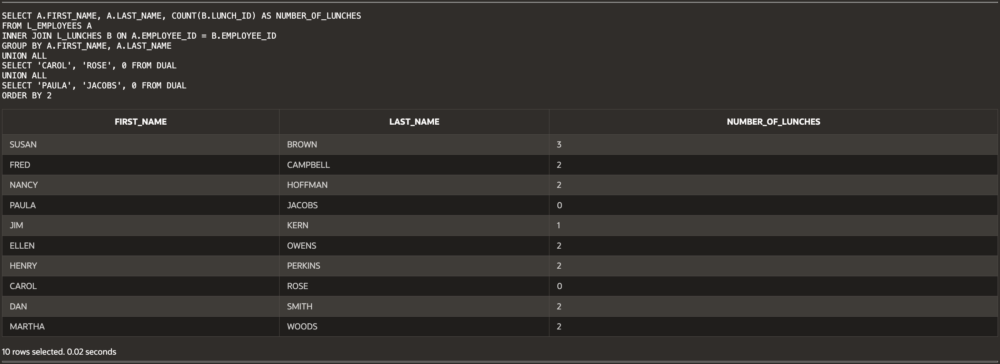 SELECT A.FIRST_NAME, A.LAST_NAME, COUNT(B.LUNCH_ID) AS NUMBER_OF_LUNCHES
FROM L_EMPLOYEES A
INNER JOIN L_LUNCHES B ON A.EMPLOYEE_ID = B.EMPLOYEE_ID
GROUP BY A.FIRST_NAME, A.LAST_NAME
UNION ALL
SELECT 'CAROL', 'ROSE', 0 FROM DUAL
UNION ALL
SELECT 'PAULA', 'JACOBS', 0 FROM DUAL
ORDER BY 2
FIRST_NAME LAST_NAME NUMBER_OF_LUNCHES
SUSAN BROWN 3
FRED CAMPBELL 2
NANCY HOFFMAN 2
PAULA JACOBS 0
JIM KERN 1
ELLEN OWENS 2
HENRY PERKINS 2
CAROL ROSE 0
DAN SMITH 2
MARTHA WOODS 2
10 rows selected. 0.02 seconds